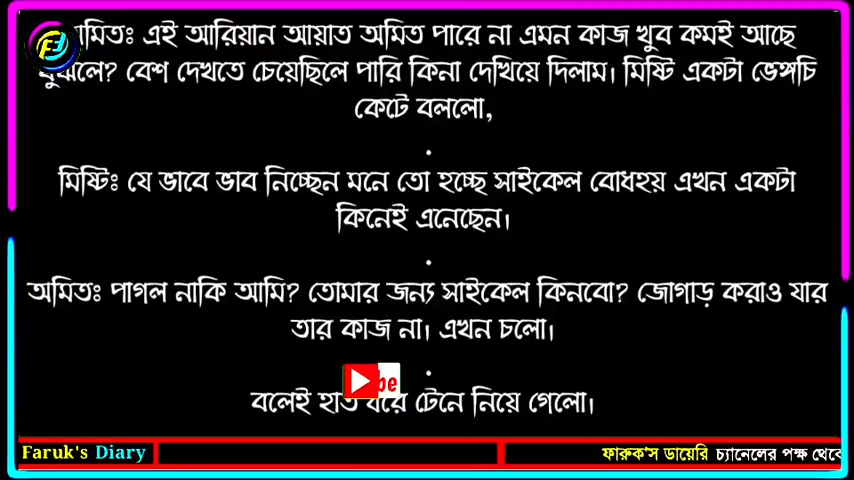 মিতঃ এই আরিয়ান আয়াত অমিত পারে না এমন কাজ খুব কমই আছে
বুঝলে? বেশ দেখতে চেয়েছিলে পারি কিনা দেখিয়ে দিলাম। মিষ্টি একটা ভেঙ্গচি
কেটে বললো,
.
মিষ্টিঃ যে ভাবে ভাব নিচ্ছেন মনে তো হচ্ছে সাইকেল বোধহয় এখন একটা
কিনেই এনেছেন।
.
অমিতঃ পাগল নাকি আমি? তোমার জন্য সাইকেল কিনবো? জোগাড় করাও যার
তার কাজ না। এখন চলো।
.
be
বলেই হাত ধরে টেনে নিয়ে গেলো।
Faruk's Diary
ফারুক'স ডায়েরি চ্যানেলের পক্ষ থেকে